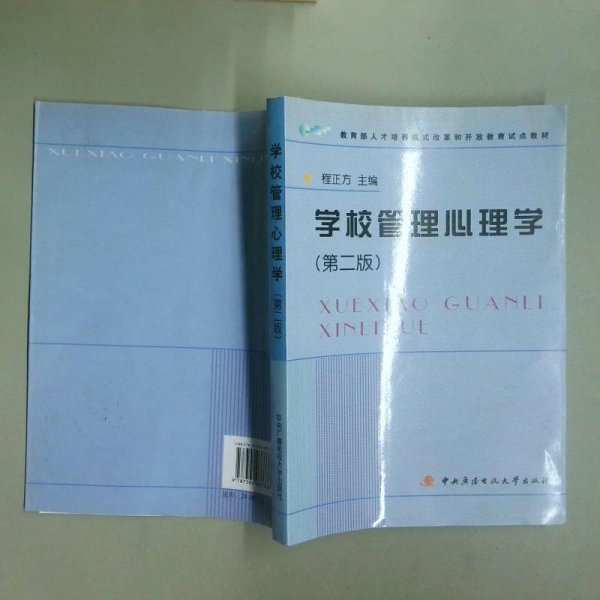 教育部人才培养模式改革和开放教育试点教材
程正方 主编
学校管理心理学
(第二版)
XUEXIAO GUANLI
XINLIXUE
中央广播电视大学出版社
学校管理心理学(第二版)
中央广播电视大学出版社
XUEXIAO GUANLI XINLI